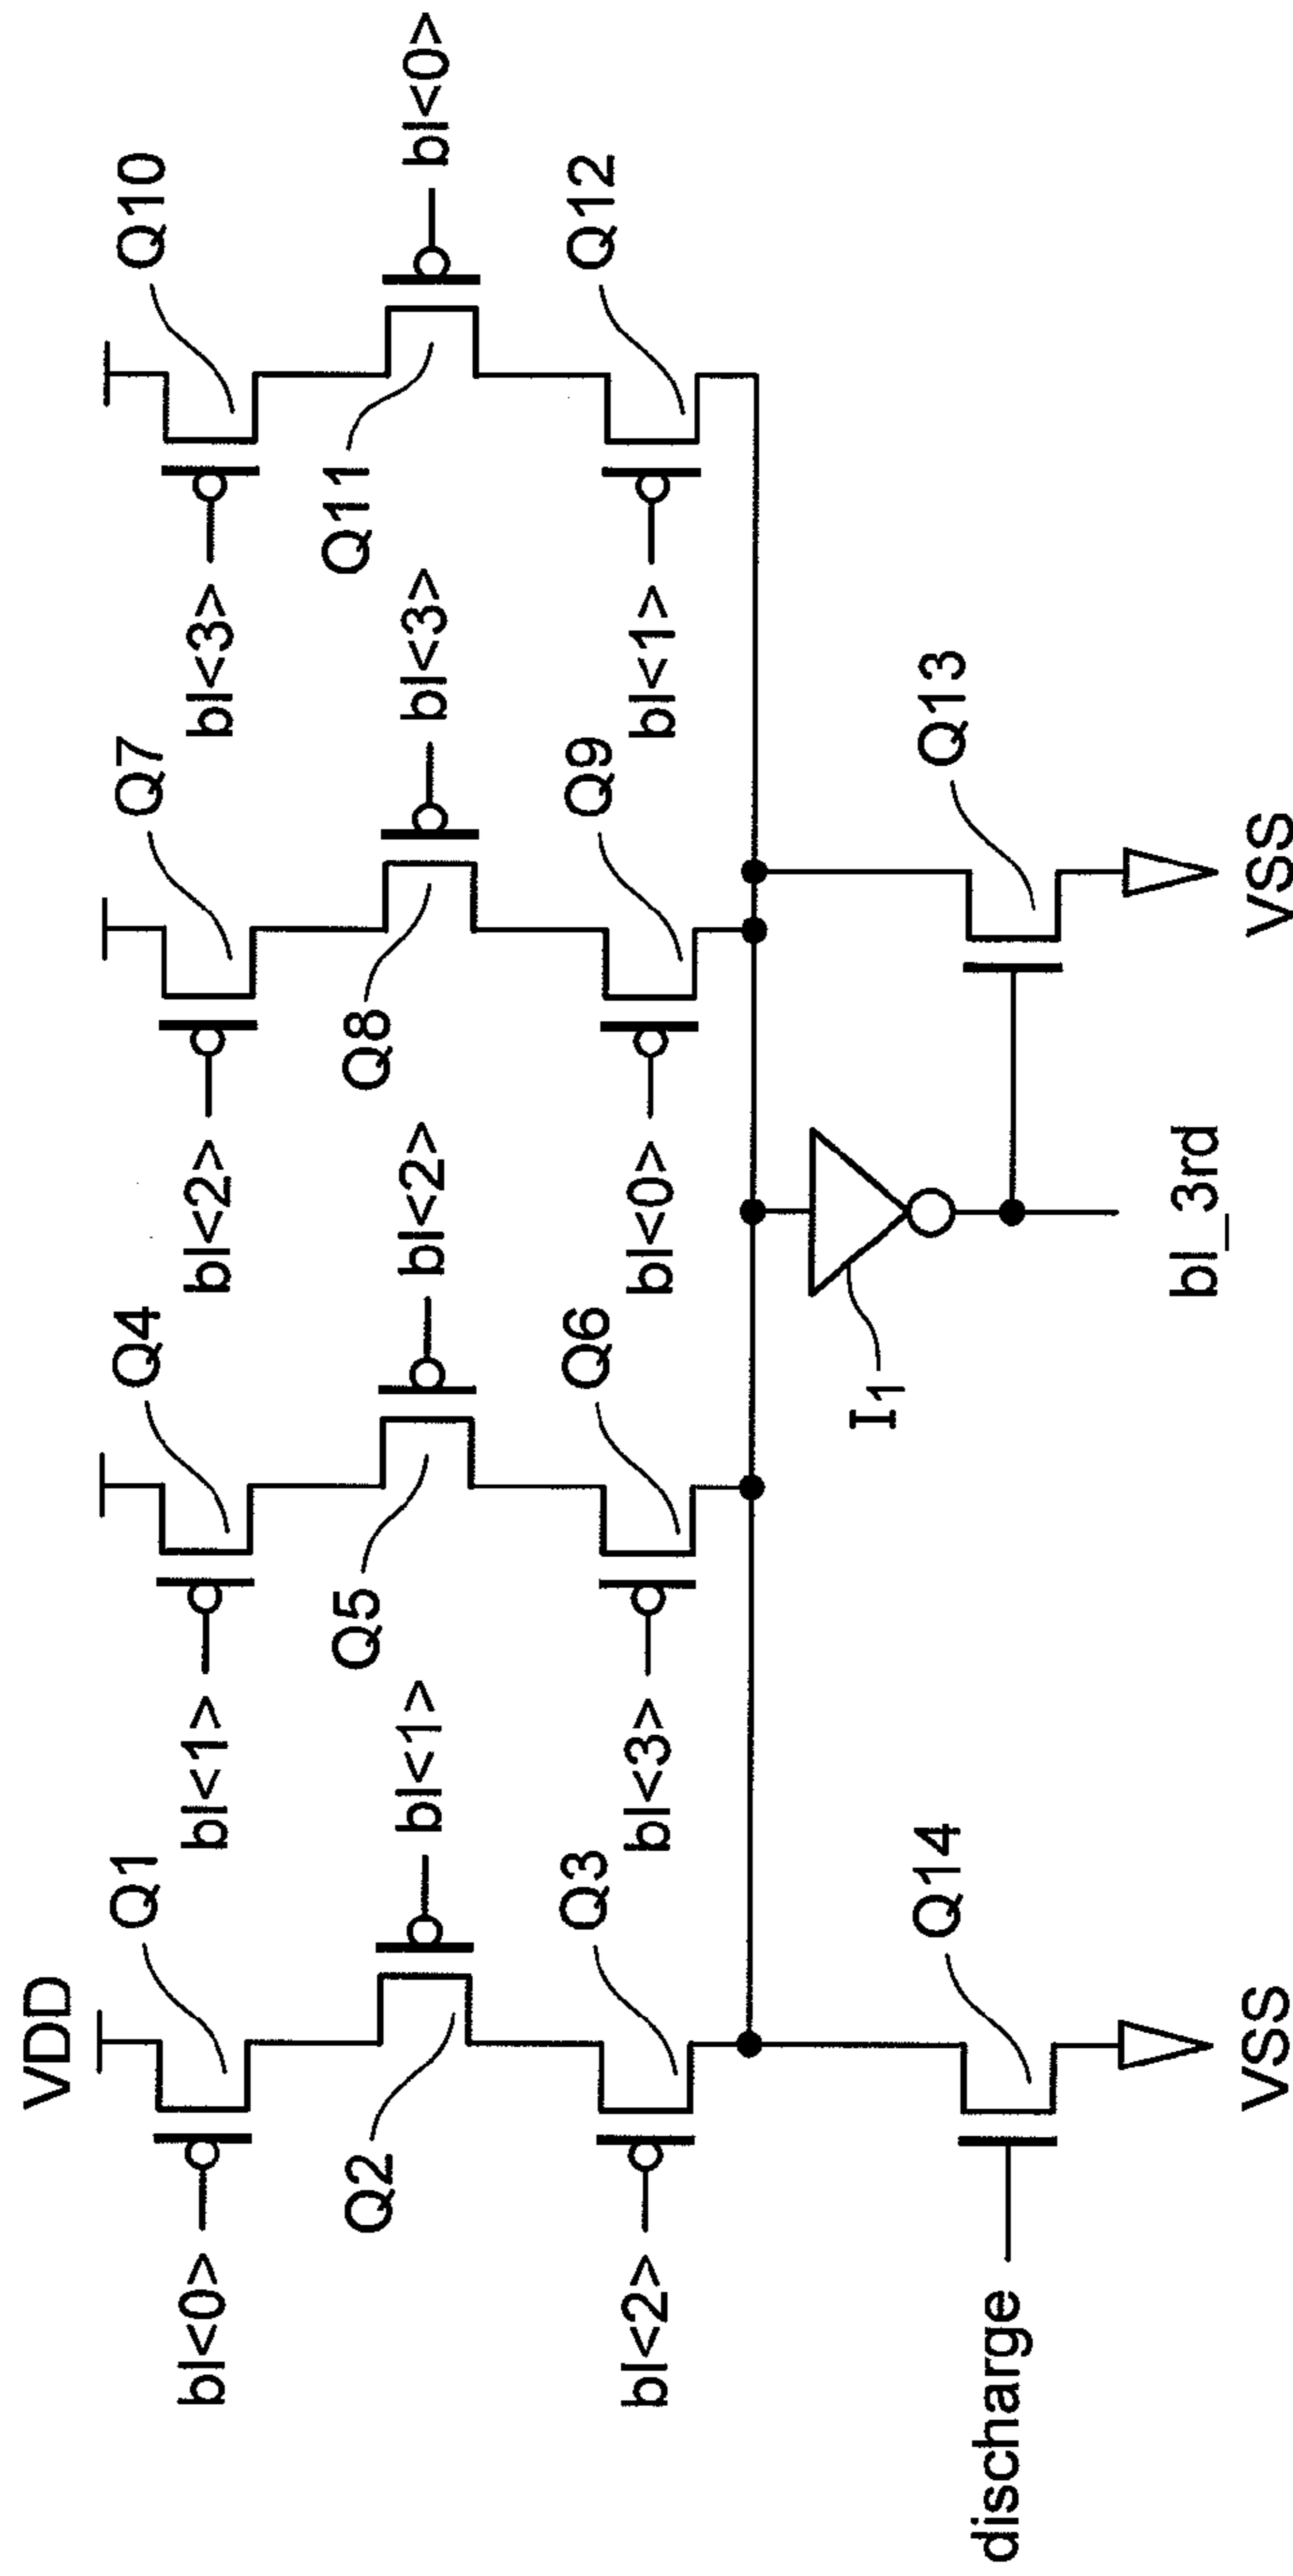 VDD
Q1
Q4
Q7
Q10
bl<0>
bl<1>
bl<2>
bl<3>
Q2
bl<1>
Q5
bl<2>
Q8
bl<3>
Q11
bl<0>
Q3
Q6
Q9
Q12
bl<2>
bl<3>
bl<0>
bl<1>
I1
Q14
Q13
discharge
bl_3rd
VSS
VSS